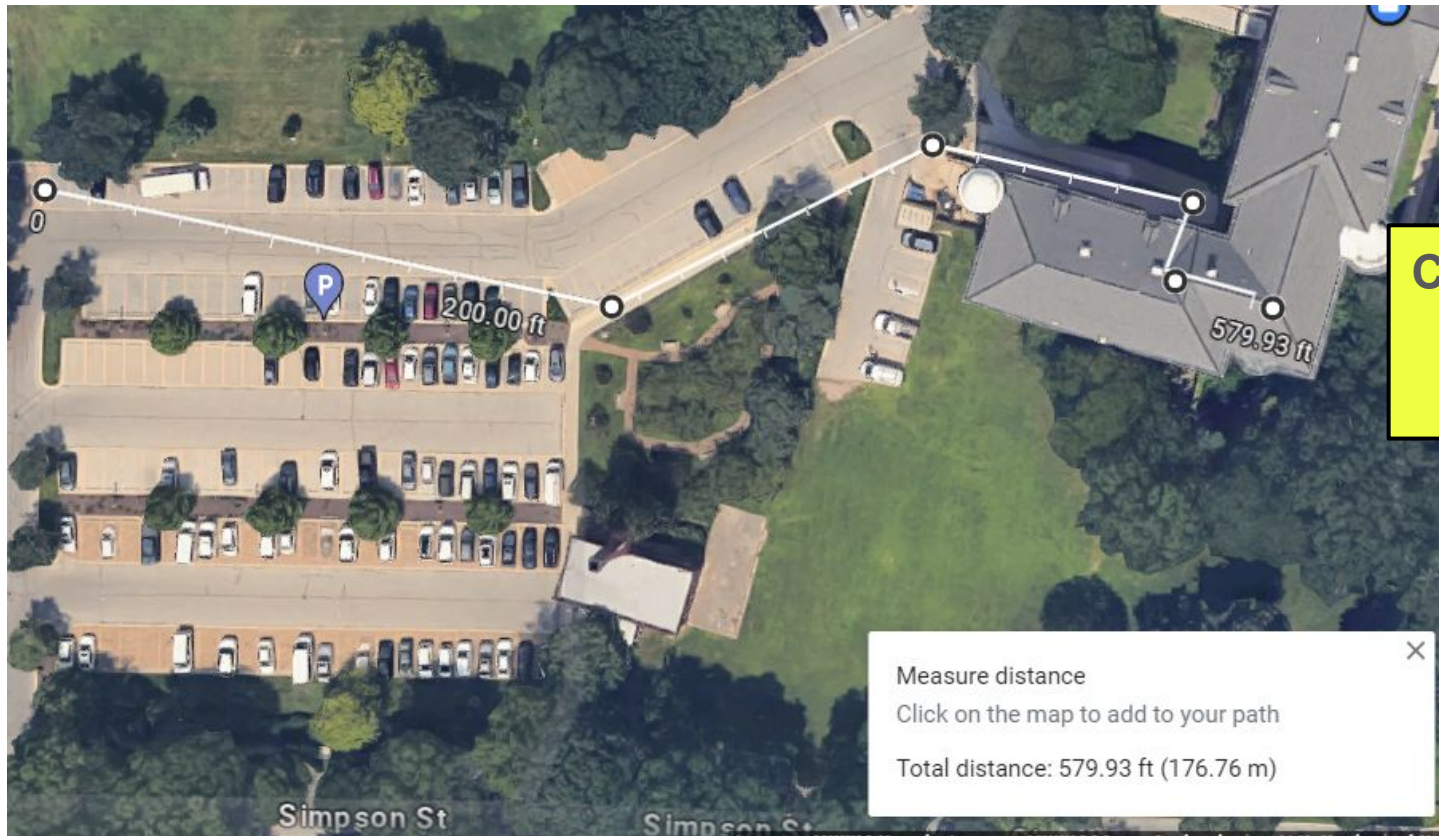 0
P
200.00 ft
579.93 ft
C
Measure distance
Click on the map to add to your path
Total distance: 579.93 ft (176.76 m)
Simpson St
Simpson St